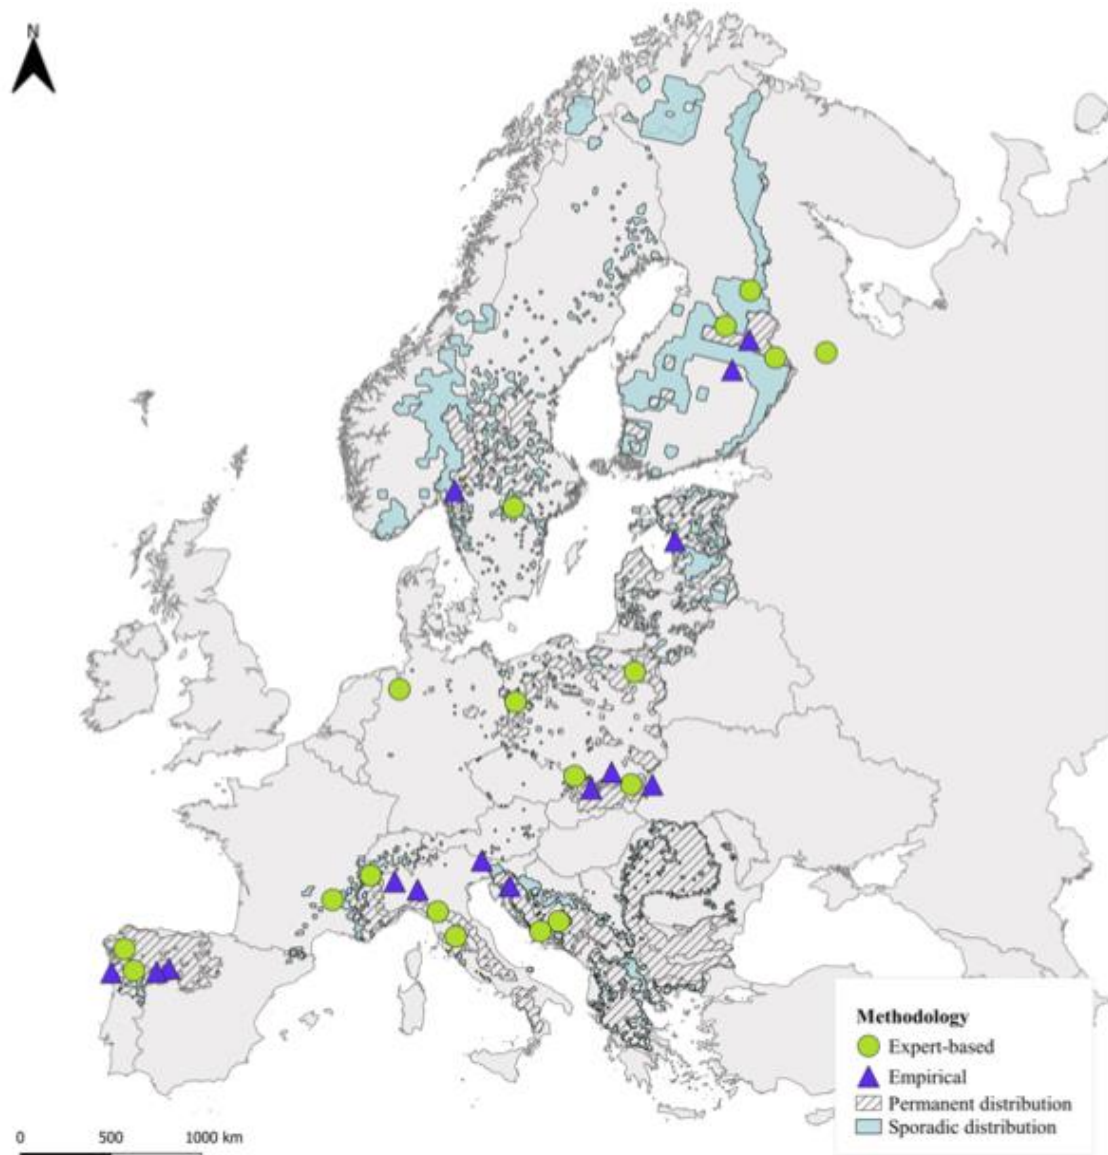 N
Methodology
Expert-based
Empirical
Permanent distribution
Sporadic distribution
0 500 1000 km